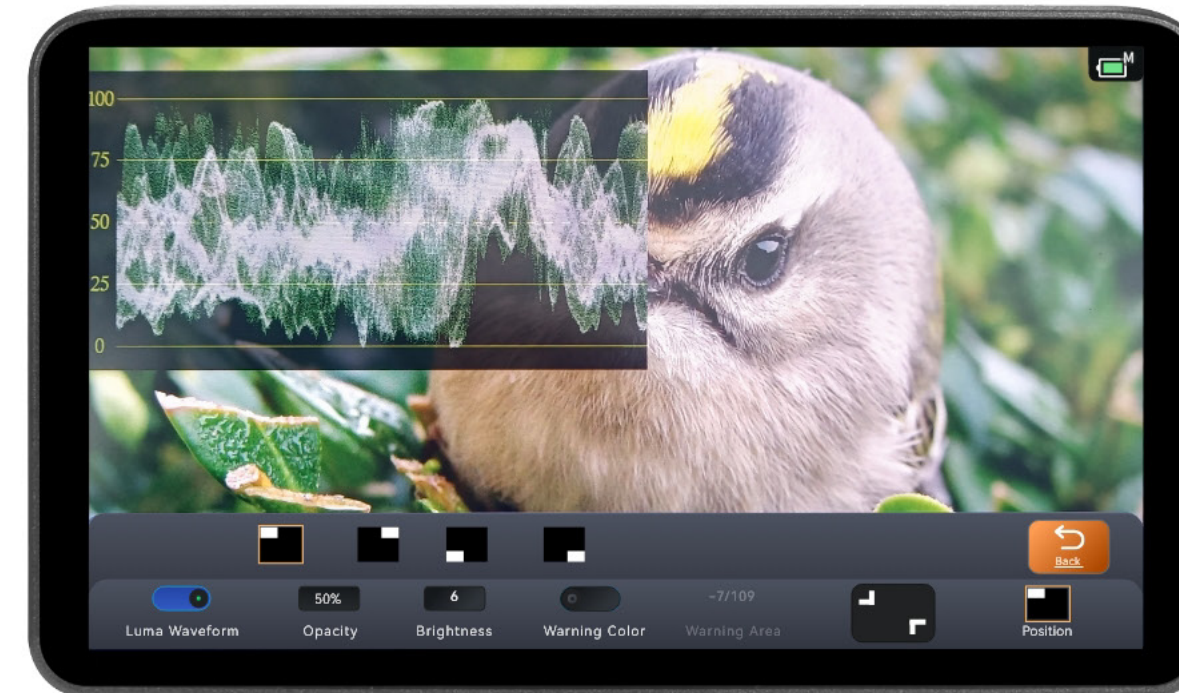 M
100
75
50
25
0
Back
50%
6
-7/109
Luma Waveform
Opacity
Brightness
Warning Color
Warning Area
Position